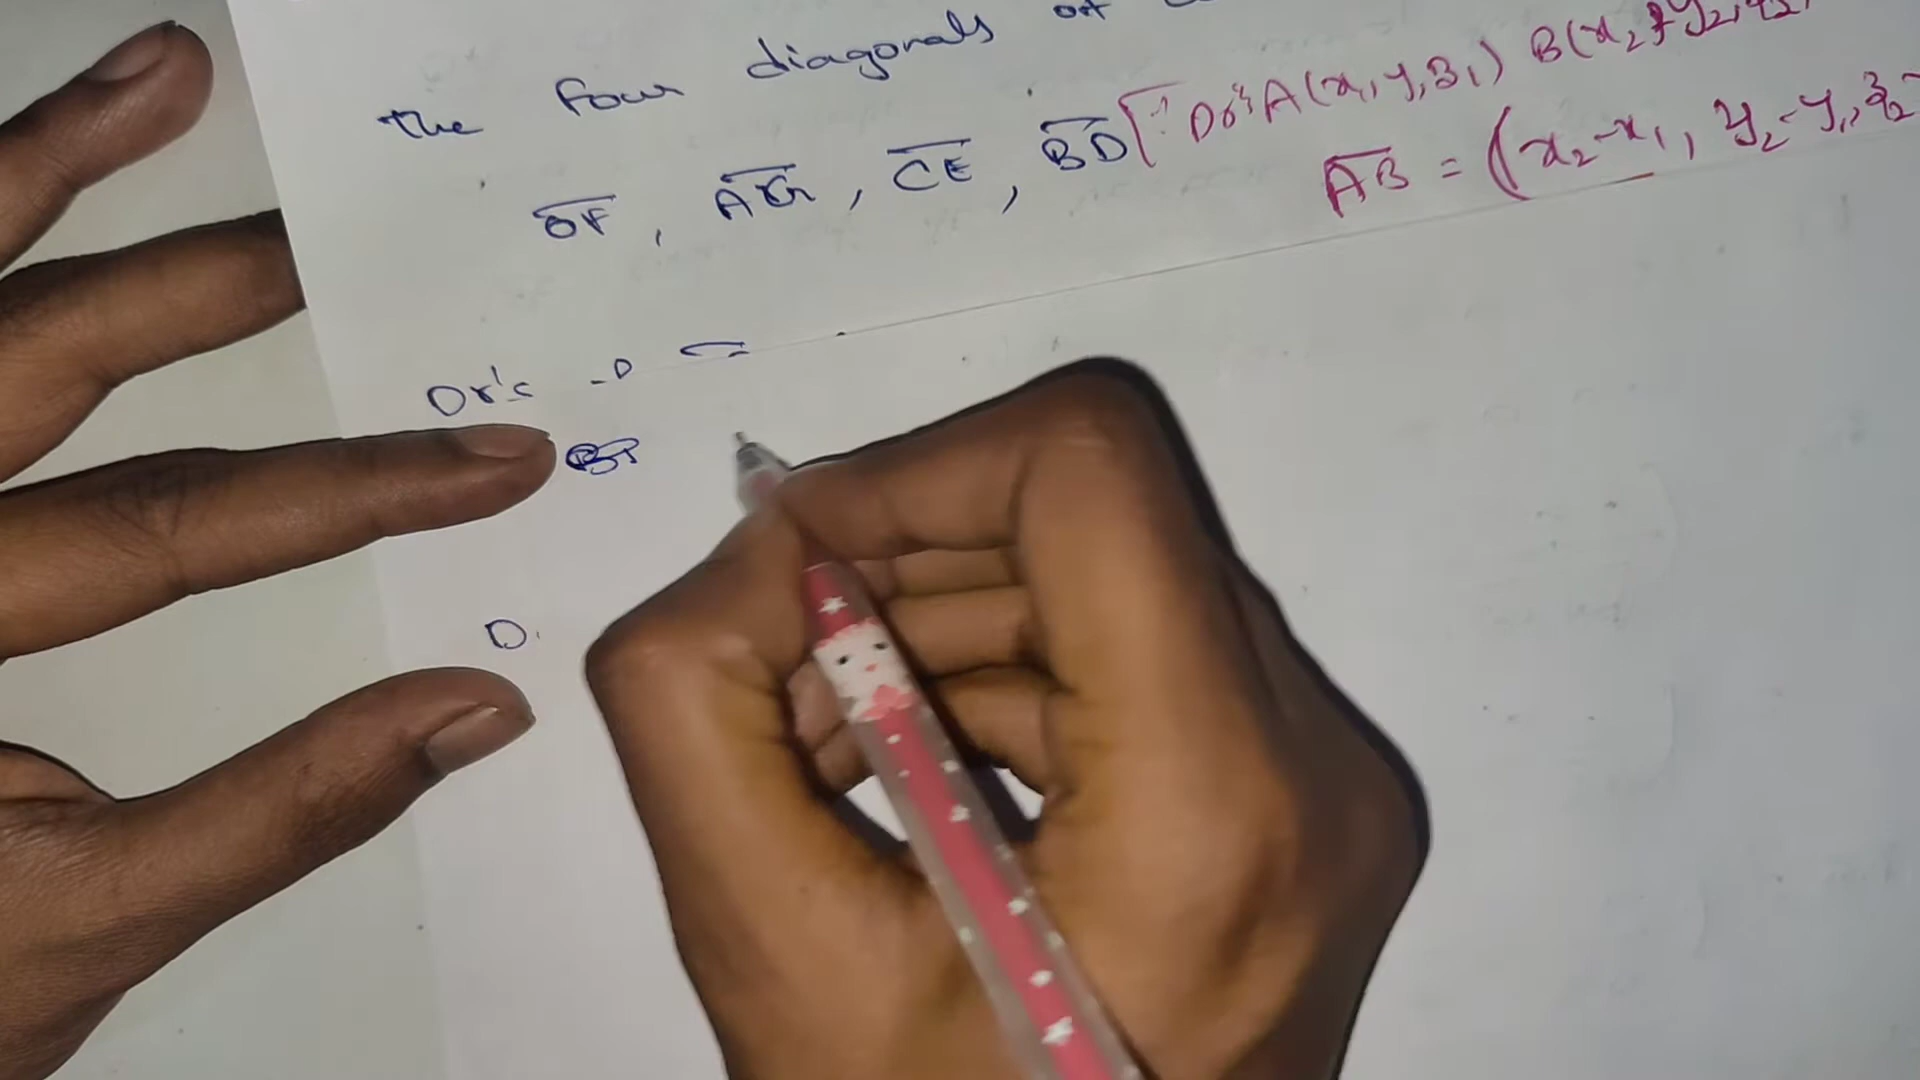 the four diagonals of
OF, AG, CE, BD [∵ Dr's A(x₁, y₁, z₁) B(x₂, y₂, z₂)
AB = (x₂-x₁, y₂-y₁, z₂-
Dr's
D.